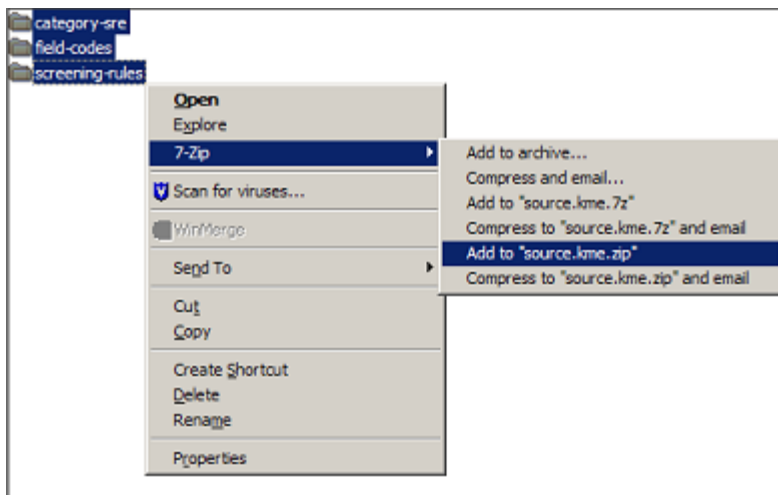 category-sre
field-codes
screening-rules
Open
Explore
7-Zip
Scan for viruses...
WinMerge
Send To
Cut
Copy
Create Shortcut
Delete
Rename
Properties
Add to archive...
Compress and email...
Add to "source.kme.7z"
Compress to "source.kme.7z" and email
Add to "source.kme.zip"
Compress to "source.kme.zip" and email